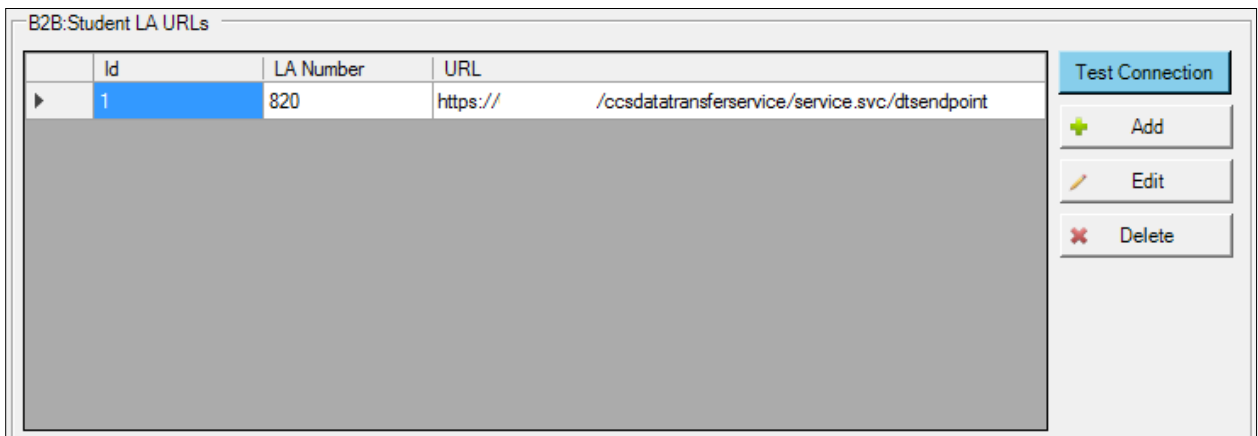 B2B:Student LA URLs
Id LA Number URL
1 820 https:// /ccsdatatransferservice/service.svc/dtsendpoint
Test Connection
Add
Edit
Delete